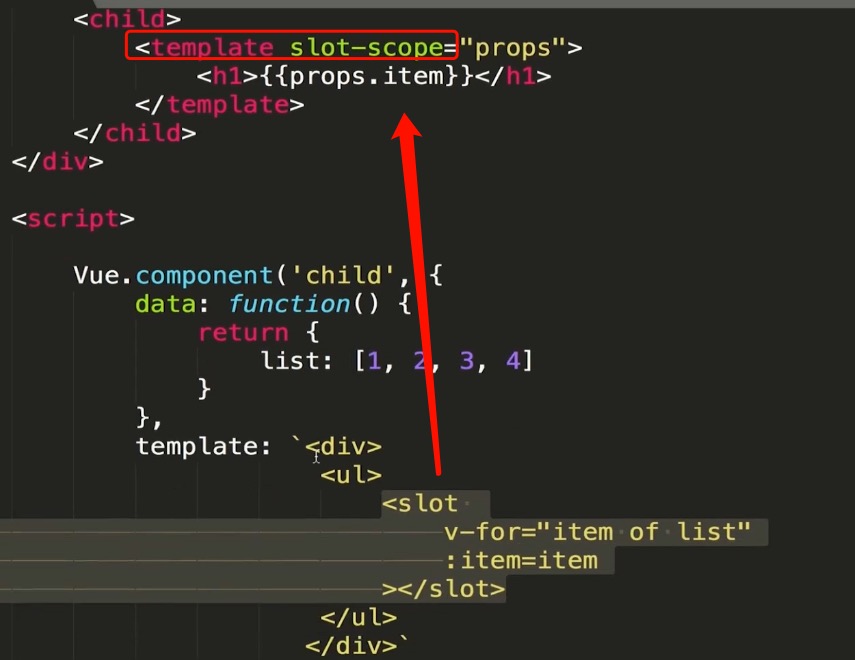 <child>
<template slot-scope="props">
<h1>{{props.item}}</h1>
</template>
</child>
</div>
<script>
Vue.component('child', {
data: function() {
return {
list: [1, 2, 3, 4]
}
},
template: `<div>
<ul>
<slot
v-for="item of list"
:item=item
></slot>
</ul>
</div>`